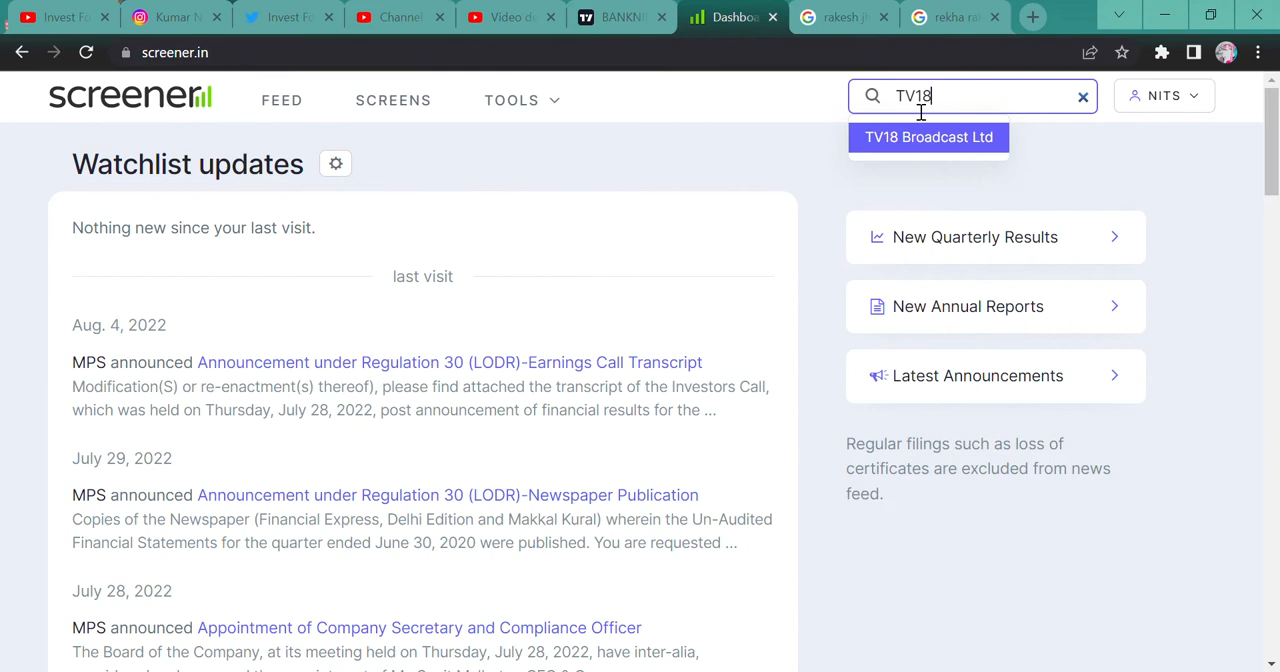 Invest Fo
Kumar N
Invest Fo
Channel
Video d
BANKNI
Dashboa
rakesh jh
rekha ra
screener.in
screener
FEED
SCREENS
TOOLS
TV18
NITS
TV18 Broadcast Ltd
Watchlist updates
Nothing new since your last visit.
last visit
Aug. 4, 2022
MPS announced Announcement under Regulation 30 (LODR)-Earnings Call Transcript
Modification(S) or re-enactment(s) thereof), please find attached the transcript of the Investors Call,
which was held on Thursday, July 28, 2022, post announcement of financial results for the ...
July 29, 2022
MPS announced Announcement under Regulation 30 (LODR)-Newspaper Publication
Copies of the Newspaper (Financial Express, Delhi Edition and Makkal Kural) wherein the Un-Audited
Financial Statements for the quarter ended June 30, 2020 were published. You are requested ...
July 28, 2022
MPS announced Appointment of Company Secretary and Compliance Officer
The Board of the Company, at its meeting held on Thursday, July 28, 2022, have inter-alia,
New Quarterly Results
New Annual Reports
Latest Announcements
Regular filings such as loss of
certificates are excluded from news
feed.